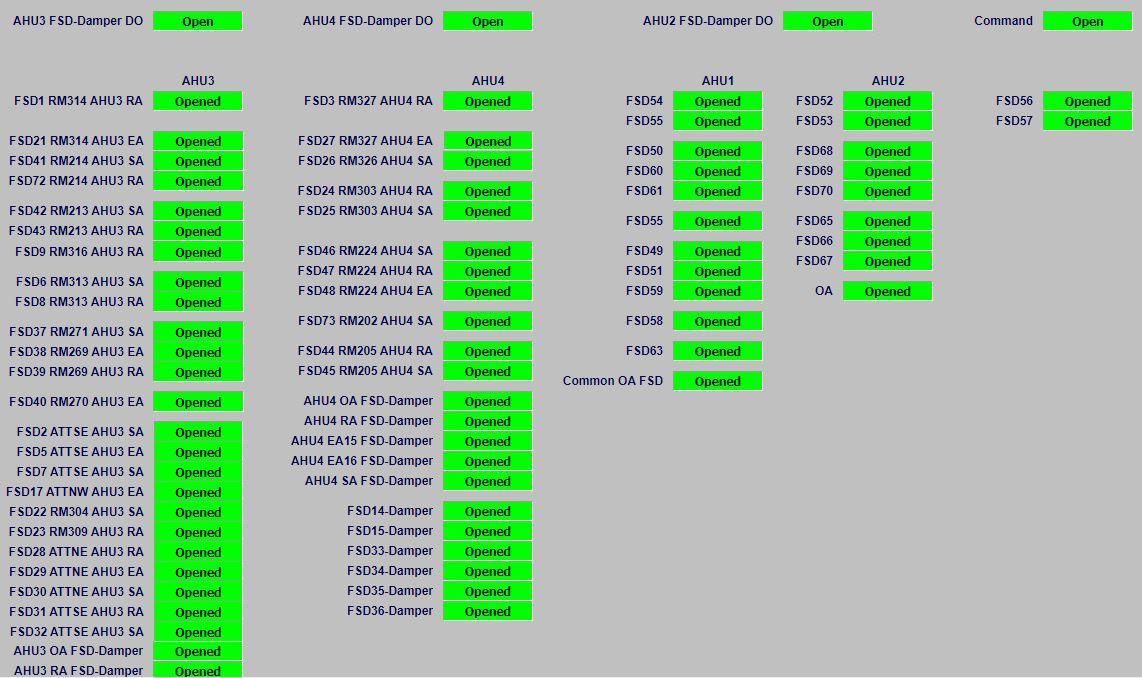 AHU3 FSD-Damper DO Open AHU4 FSD-Damper DO Open AHU2 FSD-Damper DO Open Command Open
AHU3 AHU4 AHU1 AHU2
FSD1 RM314 AHU3 RA Opened FSD3 RM327 AHU4 RA Opened FSD54 Opened FSD52 Opened FSD56 Opened
FSD55 Opened FSD53 Opened FSD57 Opened
FSD21 RM314 AHU3 EA Opened FSD27 RM327 AHU4 EA Opened FSD50 Opened FSD68 Opened
FSD41 RM214 AHU3 SA Opened FSD26 RM326 AHU4 SA Opened FSD60 Opened FSD69 Opened
FSD72 RM214 AHU3 RA Opened FSD24 RM303 AHU4 RA Opened FSD61 Opened FSD70 Opened
FSD42 RM213 AHU3 SA Opened FSD25 RM303 AHU4 SA Opened FSD55 Opened FSD65 Opened
FSD43 RM213 AHU3 RA Opened FSD66 Opened
FSD9 RM316 AHU3 RA Opened FSD46 RM224 AHU4 SA Opened FSD49 Opened FSD67 Opened
FSD6 RM313 AHU3 SA Opened FSD47 RM224 AHU4 RA Opened FSD51 Opened
FSD8 RM313 AHU3 RA Opened FSD48 RM224 AHU4 EA Opened FSD59 Opened OA Opened
FSD37 RM271 AHU3 SA Opened FSD73 RM202 AHU4 SA Opened FSD58 Opened
FSD38 RM269 AHU3 EA Opened FSD44 RM205 AHU4 RA Opened FSD63 Opened
FSD39 RM269 AHU3 RA Opened FSD45 RM205 AHU4 SA Opened Common OA FSD Opened
FSD40 RM270 AHU3 EA Opened AHU4 OA FSD-Damper Opened
AHU4 RA FSD-Damper Opened
FSD2 ATTSE AHU3 SA Opened AHU4 EA15 FSD-Damper Opened
FSD5 ATTSE AHU3 EA Opened AHU4 EA16 FSD-Damper Opened
FSD7 ATTSE AHU3 SA Opened AHU4 SA FSD-Damper Opened
FSD17 ATTNW AHU3 EA Opened
FSD22 RM304 AHU3 SA Opened FSD14-Damper Opened
FSD23 RM309 AHU3 RA Opened FSD15-Damper Opened
FSD28 ATTNE AHU3 RA Opened FSD33-Damper Opened
FSD29 ATTNE AHU3 EA Opened FSD34-Damper Opened
FSD30 ATTNE AHU3 SA Opened FSD35-Damper Opened
FSD31 ATTSE AHU3 RA Opened FSD36-Damper Opened
FSD32 ATTSE AHU3 SA Opened
AHU3 OA FSD-Damper Opened
AHU3 RA FSD-Damper Opened